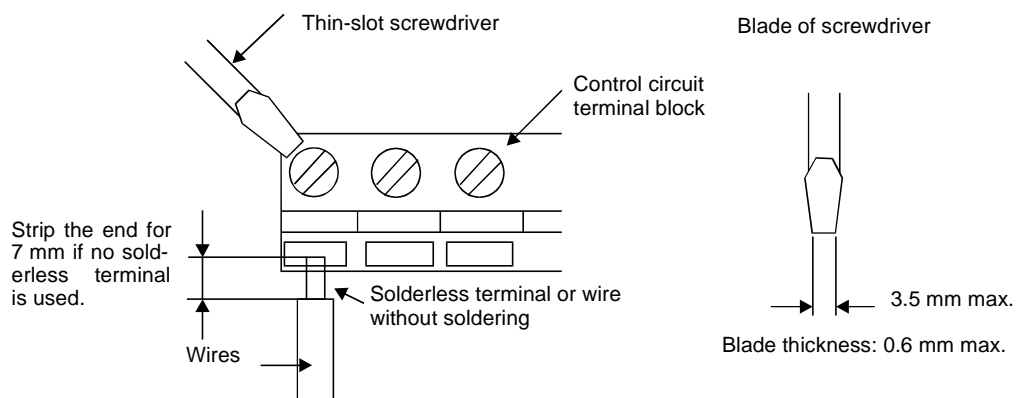 Thin-slot screwdriver
Blade of screwdriver
Control circuit
terminal block
Strip the end for
7 mm if no sold-
erless terminal
is used.
Solderless terminal or wire
without soldering
Wires
3.5 mm max.
Blade thickness: 0.6 mm max.